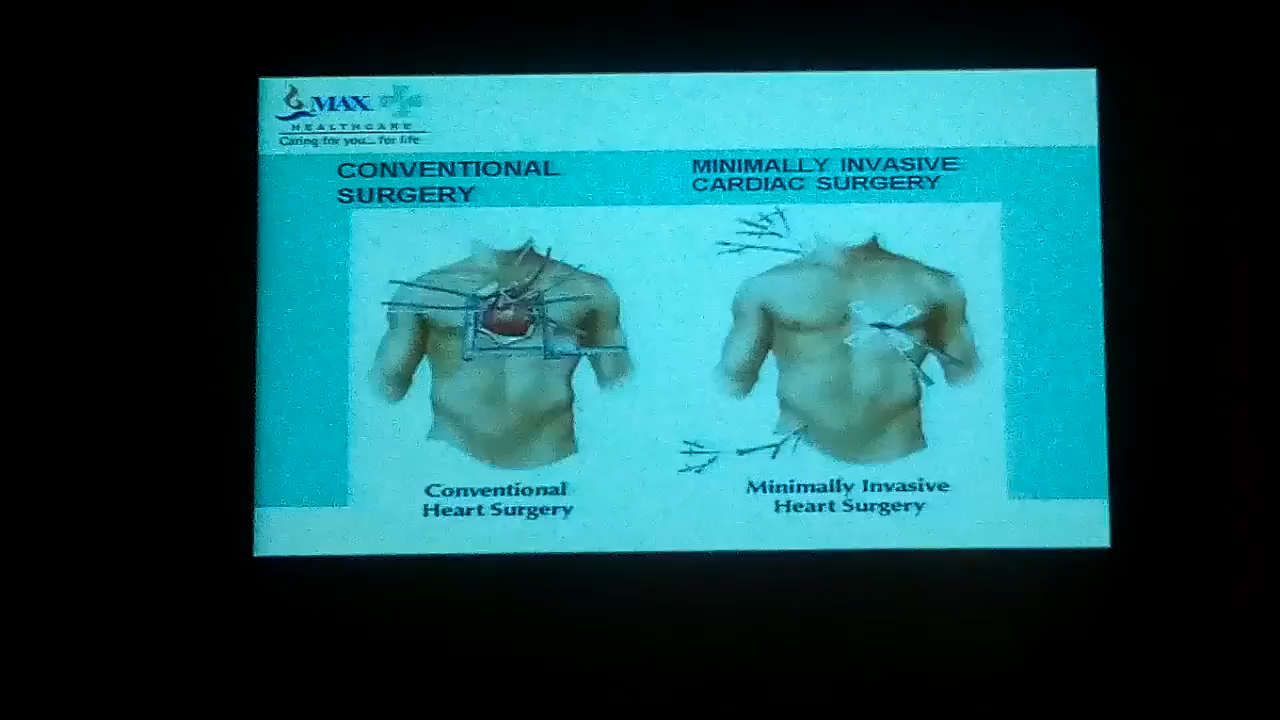 MAX
HEALTHCARE
Caring for you... for life
CONVENTIONAL
SURGERY
MINIMALLY INVASIVE
CARDIAC SURGERY
Conventional
Heart Surgery
Minimally Invasive
Heart Surgery